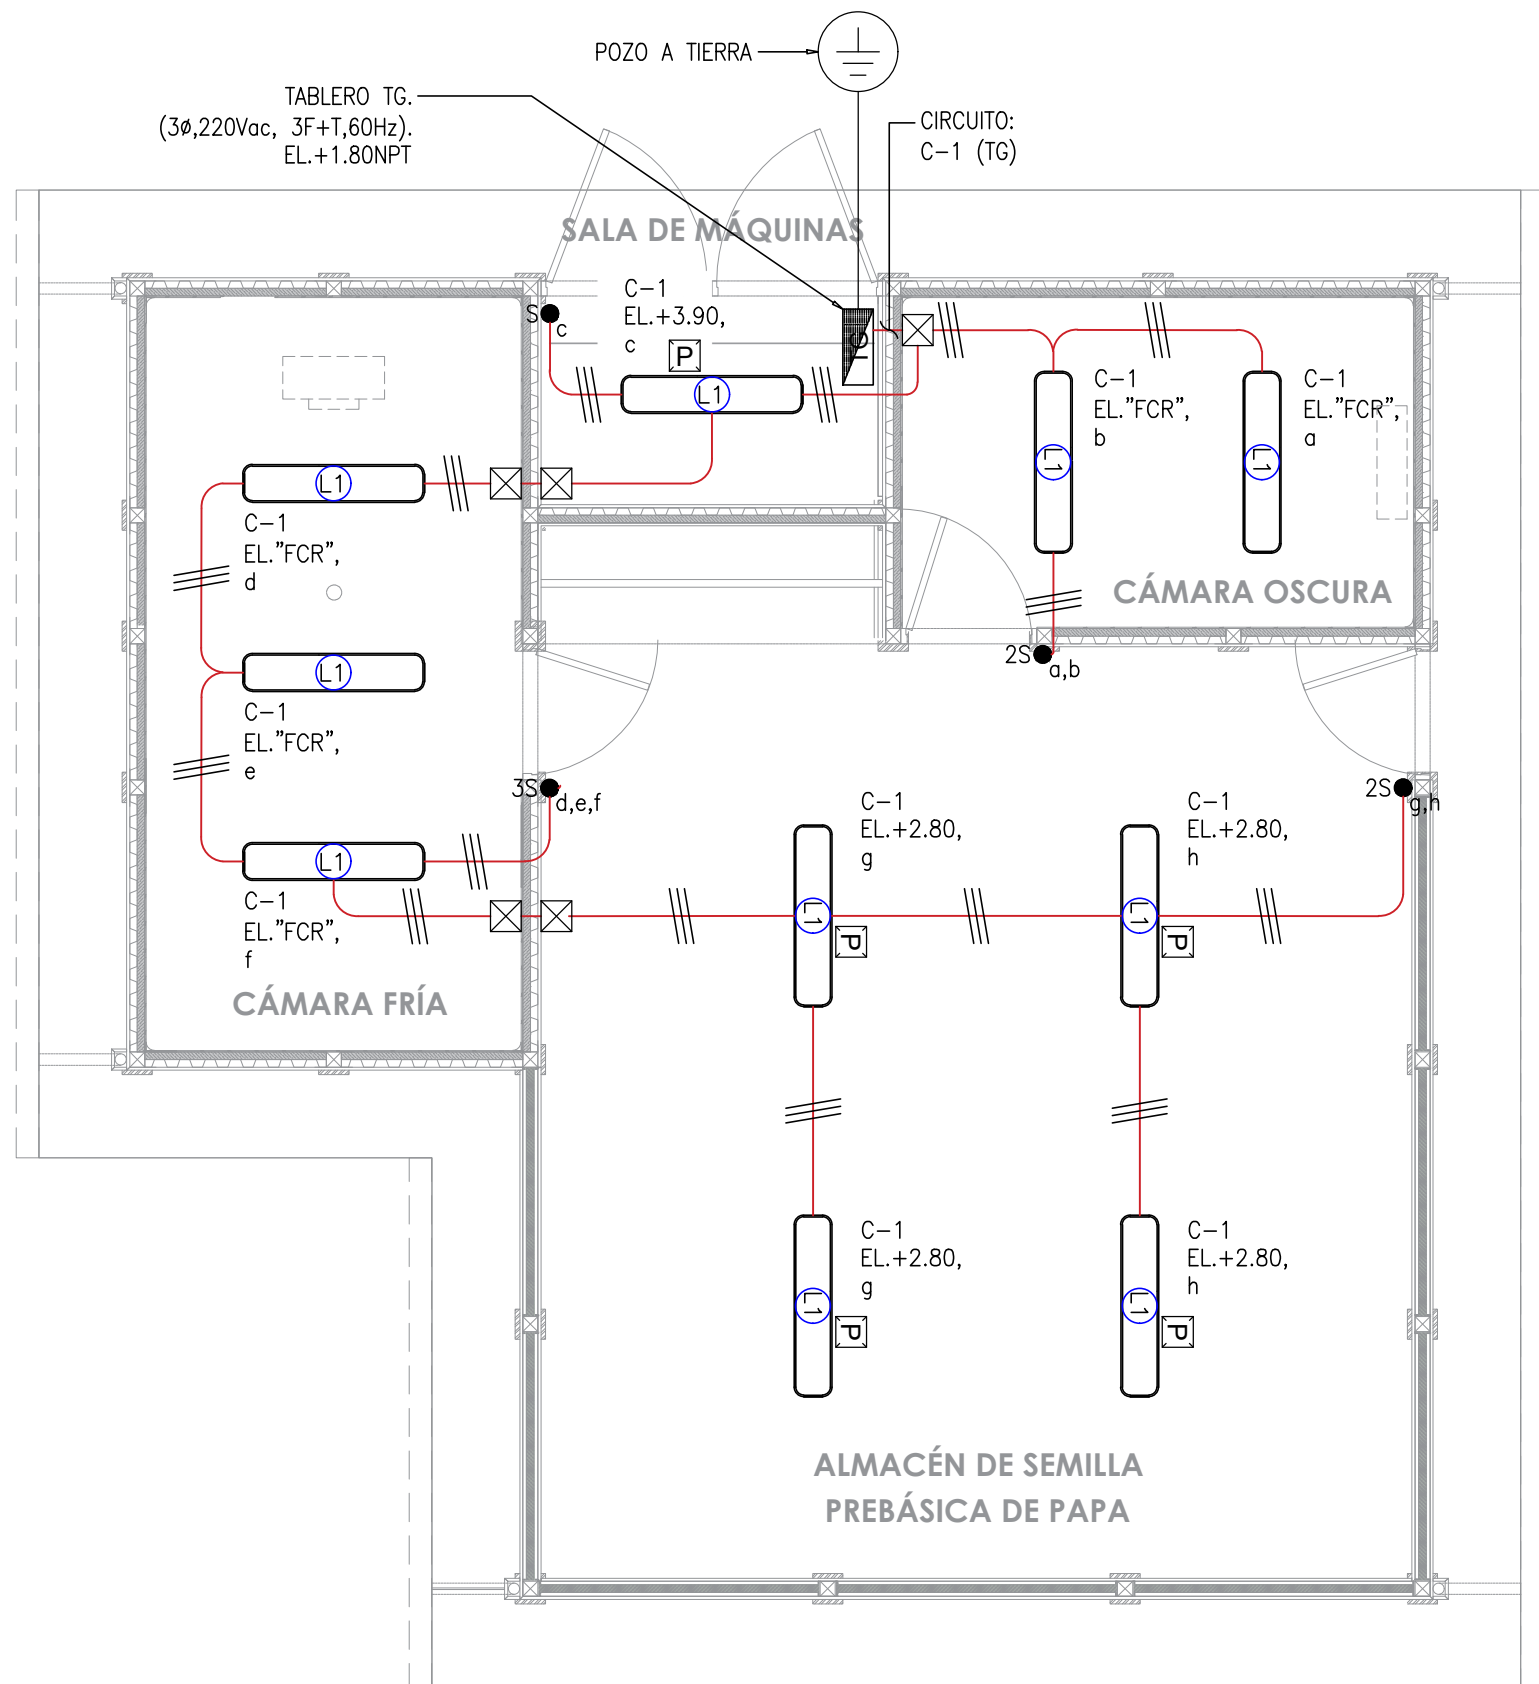 POZO A TIERRA
TABLERO TG.
(3ø,220Vac, 3F+T,60Hz).
EL.+1.80NPT
CIRCUITO:
C-1 (TG)
SALA DE MÁQUINAS
C-1
EL.+3.90,
c
P
S
c
TG
L1
C-1
EL."FCR",
b
C-1
EL."FCR",
a
L1
L1
L1
C-1
EL."FCR",
d
CÁMARA OSCURA
2S
a,b
L1
C-1
EL."FCR",
e
3S
d,e,f
2S
g,h
C-1
EL.+2.80,
g
C-1
EL.+2.80,
h
L1
C-1
EL."FCR",
f
L1
P
L1
P
CÁMARA FRÍA
C-1
EL.+2.80,
g
C-1
EL.+2.80,
h
L1
P
L1
P
ALMACÉN DE SEMILLA
PREBÁSICA DE PAPA